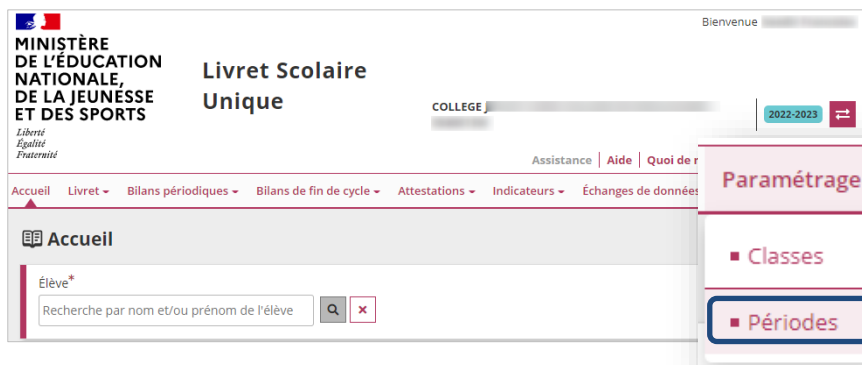 Bienvenue
MINISTÈRE
DE L'ÉDUCATION
NATIONALE,
DE LA JEUNESSE
ET DES SPORTS
Liberté
Égalité
Fraternité
Livret Scolaire
Unique
COLLEGE
2022-2023
Assistance | Aide | Quoi de
Accueil Livret Bilans périodiques Bilans de fin de cycle Attestations Indicateurs Échanges de données
Paramétrage
Classes
Périodes
Accueil
Élève*
Recherche par nom et/ou prénom de l'élève